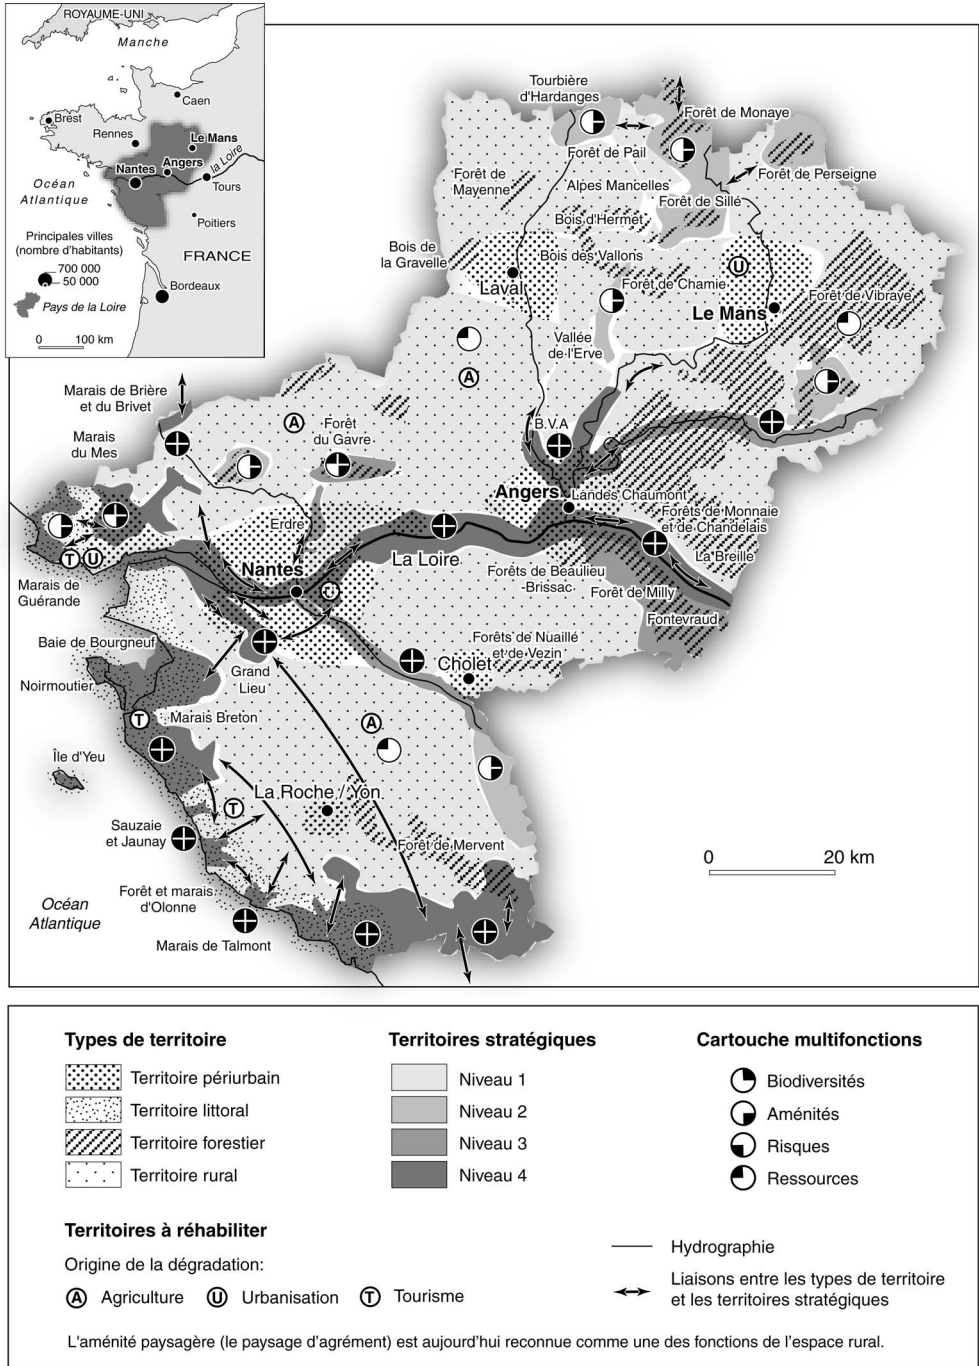 ROYAUME-UNI
Manche
Caen
Brest
Rennes
Le Mans
Angers
la Loire
Nantes
Tours
Océan
Atlantique
Poitiers
Principales villes
(nombre d'habitants)
FRANCE
700 000
50 000
Bordeaux
Pays de la Loire
0 100 km
Tourbière
d'Hardanges
Forêt de Monaye
Forêt de Pail
Forêt de Perseigne
Forêt de
Mayenne
Alpes Mancelles
Forêt de Sillé
Bois d'Hermet
Bois de
la Gravelle
Bois des Vallons
U
Laval
Forêt de Chamie
Forêt de Vibraye
Le Mans
Vallée
de l'Erve
A
Marais de Brière
et du Brivet
A
Forêt
du Gâvre
B.V.A
Marais
du Mes
Angers
Landes Chaumont
Forêts de Monnaie
et de Chandelais
Erdre
La Loire
La Breille
T U
Nantes
Forêts de Beaulieu
-Brissac
Marais de
Guérande
U
Forêt de Milly
Fontevraud
Baie de Bourgneuf
Forêts de Nuaillé
et de Vezin
Grand
Lieu
Cholet
Noirmoutier
T
Marais Breton
A
Île d'Yeu
T
La Roche / Yon
Sauzaie
et Jaunay
Forêt de Mervent
0 20 km
Forêt et marais
d'Olonne
Océan
Atlantique
Marais de Talmont
Types de territoire
Territoire périurbain
Territoire littoral
Territoire forestier
Territoire rural
Territoires stratégiques
Niveau 1
Niveau 2
Niveau 3
Niveau 4
Cartouche multifonctions
Biodiversités
Aménités
Risques
Ressources
Territoires à réhabiliter
Origine de la dégradation:
A Agriculture U Urbanisation T Tourisme
Hydrographie
Liaisons entre les types de territoire
et les territoires stratégiques
L'aménité paysagère (le paysage d'agrément) est aujourd'hui reconnue comme une des fonctions de l'espace rural.